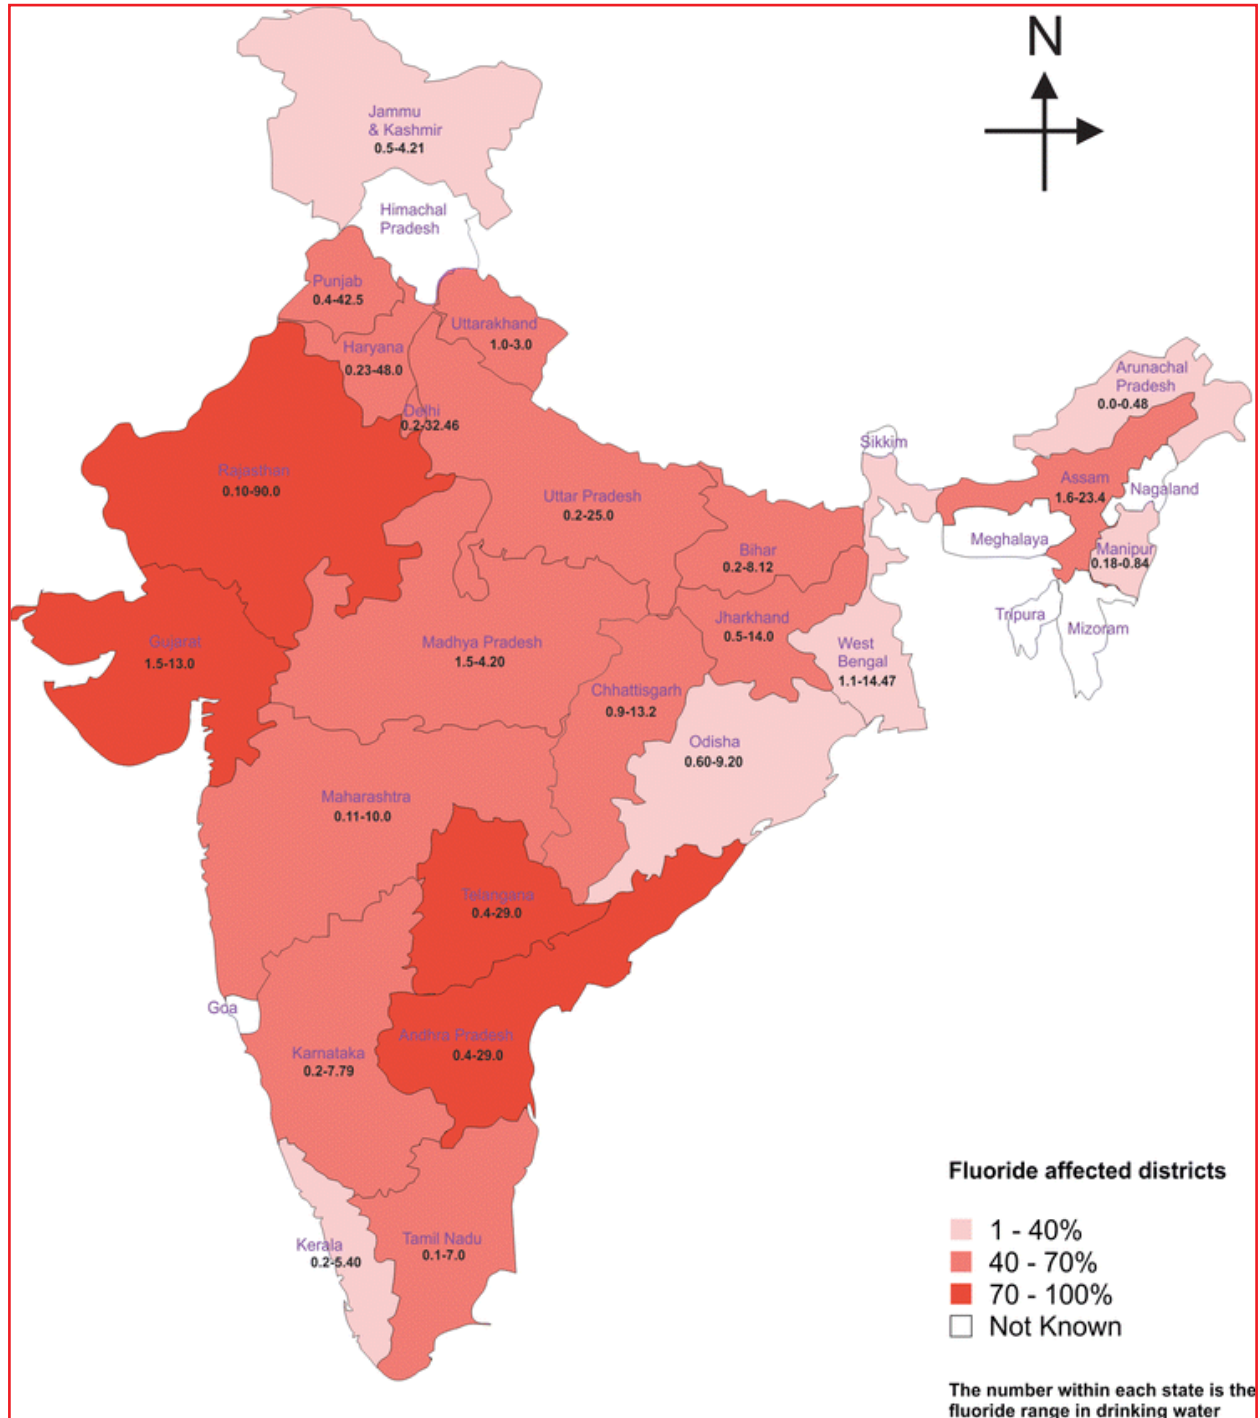 N
Jammu
& Kashmir
0.5-4.21
Himachal
Pradesh
Punjab
0.4-42.5
Uttarakhand
1.0-3.0
Haryana
0.23-48.0
Delhi
0.2-32.46
Arunachal
Pradesh
0.0-0.48
Sikkim
Rajasthan
0.10-90.0
Uttar Pradesh
0.2-25.0
Assam
1.6-23.4
Nagaland
Bihar
0.2-8.12
Meghalaya
Manipur
0.18-0.84
Gujarat
1.5-13.0
Madhya Pradesh
1.5-4.20
Jharkhand
0.5-14.0
Tripura
Mizoram
West
Bengal
1.1-14.47
Chhattisgarh
0.9-13.2
Odisha
0.60-9.20
Maharashtra
0.11-10.0
Telangana
0.4-29.0
Goa
Andhra Pradesh
0.4-29.0
Karnataka
0.2-7.79
Kerala
0.2-5.40
Tamil Nadu
0.1-7.0
Fluoride affected districts
1 - 40%
40 - 70%
70 - 100%
Not Known
The number within each state is the
fluoride range in drinking water